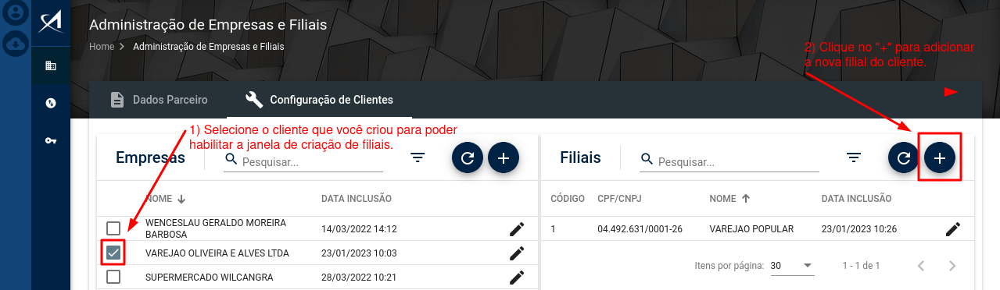 Administração de Empresas e Filiais
Home > Administração de Empresas e Filiais
2) Clique no "+" para adicionar
a nova filial do cliente.
Dados Parceiro
Configuração de Clientes
1) Selecione o cliente que você criou para poder
habilitar a janela de criação de filiais.
Empresas
Pesquisar...
Filiais
Pesquisar...
NOME DATA INCLUSÃO
WENCESLAU GERALDO MOREIRA
BARBOSA
14/03/2022 14:12
VAREJAO OLIVEIRA E ALVES LTDA 23/01/2023 10:03
SUPERMERCADO WILCANGRA 28/03/2022 10:21
CÓDIGO CPF/CNPJ NOME DATA INCLUSÃO
1 04.492.631/0001-26 VAREJAO POPULAR 23/01/2023 10:26
Itens por página: 30 1 - 1 de 1